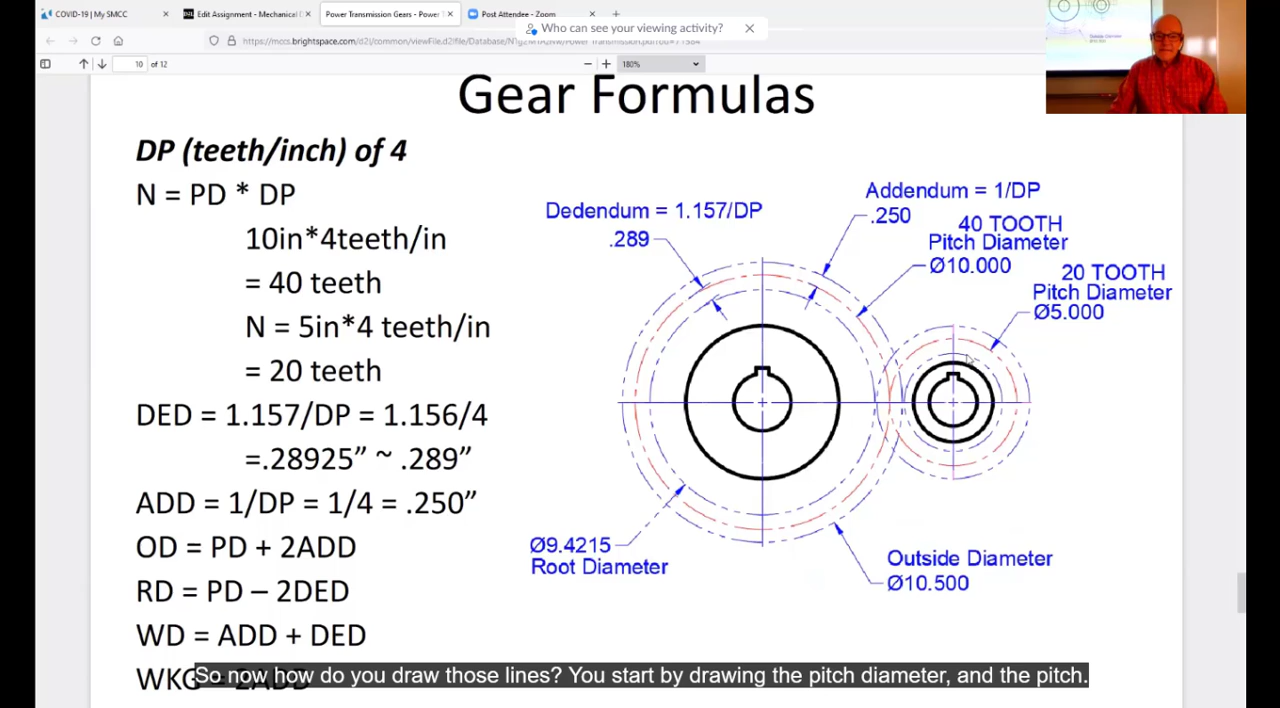 COVID-19 | My SMCC
Edit Assignment - Mechanical
Power Transmission Gears - Power
Post Attendee - Zoom
Who can see your viewing activity?
10 of 12
180%
Gear Formulas
DP (teeth/inch) of 4
N = PD * DP
10in*4teeth/in
= 40 teeth
N = 5in*4 teeth/in
= 20 teeth
DED = 1.157/DP = 1.156/4
=.28925” ~ .289”
ADD = 1/DP = 1/4 = .250”
OD = PD + 2ADD
RD = PD – 2DED
WD = ADD + DED
WKG = 2ADD
Dedendum = 1.157/DP
.289
Addendum = 1/DP
.250
40 TOOTH
Pitch Diameter
Ø10.000
20 TOOTH
Pitch Diameter
Ø5.000
Ø9.4215
Root Diameter
Outside Diameter
Ø10.500
So now how do you draw those lines? You start by drawing the pitch diameter, and the pitch.